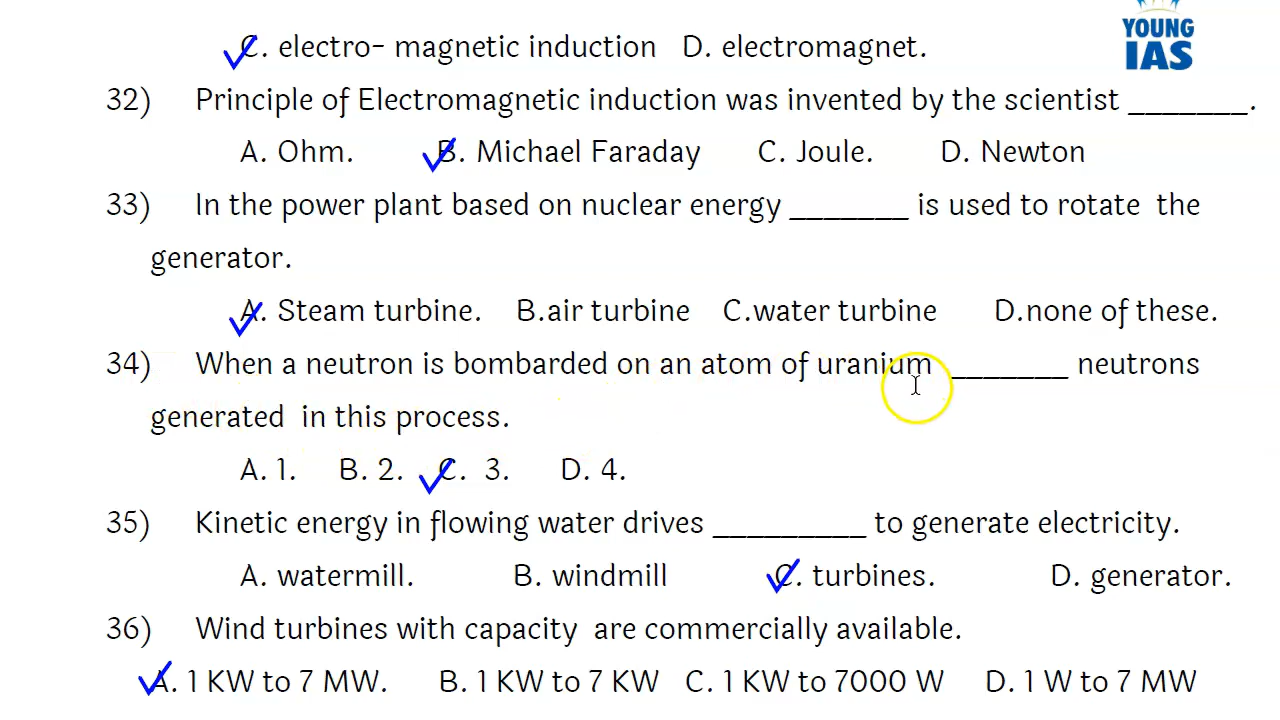 YOUNG
IAS
C. electro- magnetic induction D. electromagnet.
32) Principle of Electromagnetic induction was invented by the scientist _______.
A. Ohm. B. Michael Faraday C. Joule. D. Newton
33) In the power plant based on nuclear energy _______ is used to rotate the
generator.
A. Steam turbine. B.air turbine C.water turbine D.none of these.
34) When a neutron is bombarded on an atom of uranium _______ neutrons
generated in this process.
A. 1. B. 2. C. 3. D. 4.
35) Kinetic energy in flowing water drives _________ to generate electricity.
A. watermill. B. windmill C. turbines. D. generator.
36) Wind turbines with capacity are commercially available.
A. 1 KW to 7 MW. B. 1 KW to 7 KW C. 1 KW to 7000 W D. 1 W to 7 MW